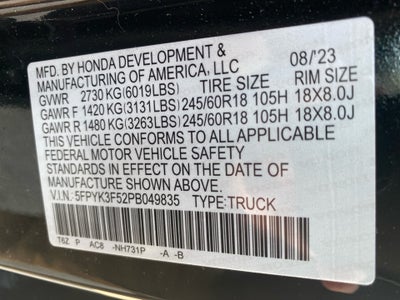 MFD. BY HONDA DEVELOPMENT & 08/'23
MANUFACTURING OF AMERICA, LLC
GVWR 2730 KG(6019LBS) TIRE SIZE RIM SIZE
GAWR F 1420 KG(3131LBS) 245/60R18 105H 18X8.0J
GAWR R 1480 KG(3263LBS) 245/60R18 105H 18X8.0J
THIS VEHICLE CONFORMS TO ALL APPLICABLE
FEDERAL MOTOR VEHICLE SAFETY
STANDARDS IN EFFECT ON THE DATE OF
MANUFACTURE SHOWN ABOVE.
V.I.N. 5FPYK3F52PB049835 TYPE:TRUCK
T6Z P AC8 -NH731P -A -B